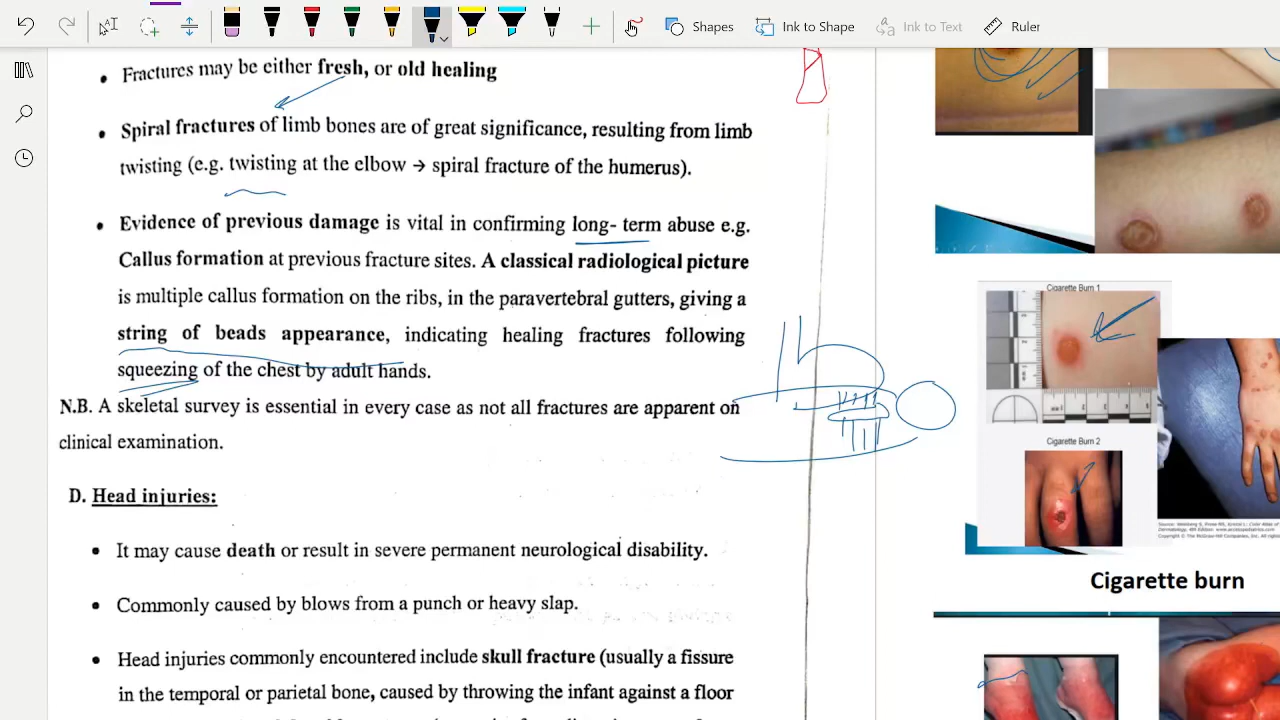 Shapes
Ink to Shape
Ink to Text
Ruler
• Fractures may be either fresh, or old healing
• Spiral fractures of limb bones are of great significance, resulting from limb
twisting (e.g. twisting at the elbow → spiral fracture of the humerus).
• Evidence of previous damage is vital in confirming long- term abuse e.g.
Callus formation at previous fracture sites. A classical radiological picture
is multiple callus formation on the ribs, in the paravertebral gutters, giving a
string of beads appearance, indicating healing fractures following
squeezing of the chest by adult hands.
N.B. A skeletal survey is essential in every case as not all fractures are apparent on
clinical examination.
D. Head injuries:
• It may cause death or result in severe permanent neurological disability.
• Commonly caused by blows from a punch or heavy slap.
• Head injuries commonly encountered include skull fracture (usually a fissure
in the temporal or parietal bone, caused by throwing the infant against a floor
Cigarette Burn 1
Cigarette Burn 2
Cigarette burn